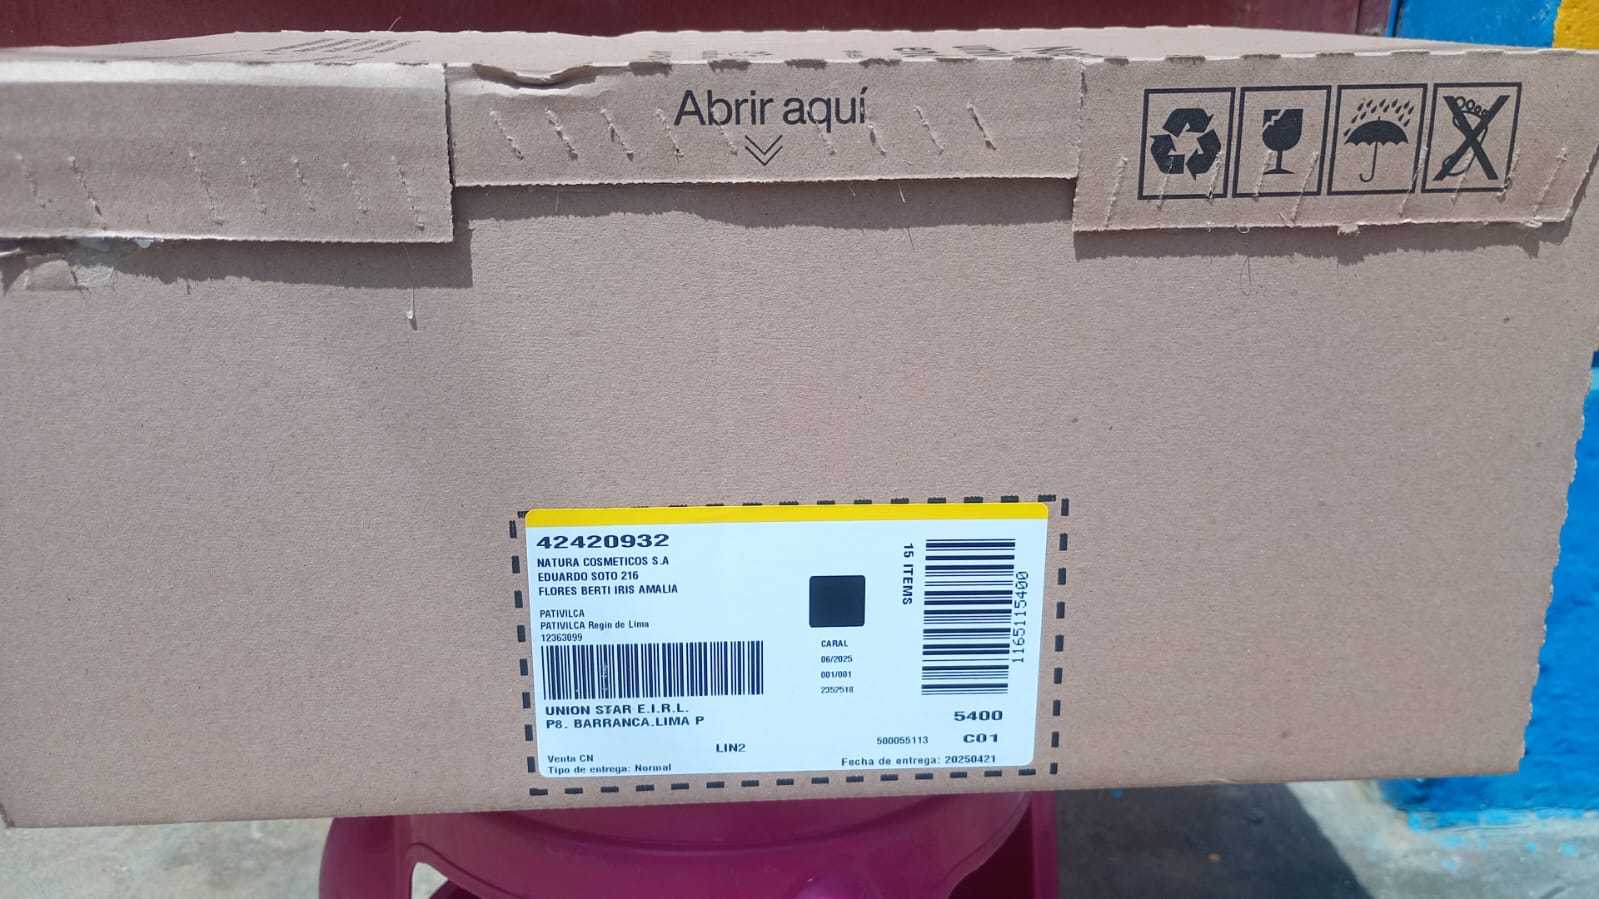 Abrir aquí
42420932
NATURA COSMETICOS S.A
EDUARDO SOTO 216
FLORES BERTI IRIS AMALIA
PATIVILCA
PATIVILCA Regin de Lima
12363099
UNION STAR E.I.R.L.
P8. BARRANCA.LIMA P
LIN2
Venta CN
Tipo de entrega: Normal
CARAL
06/2025
001/001
2352518
15 ITEMS
1165115400
5400
500055113 C01
Fecha de entrega: 20250421